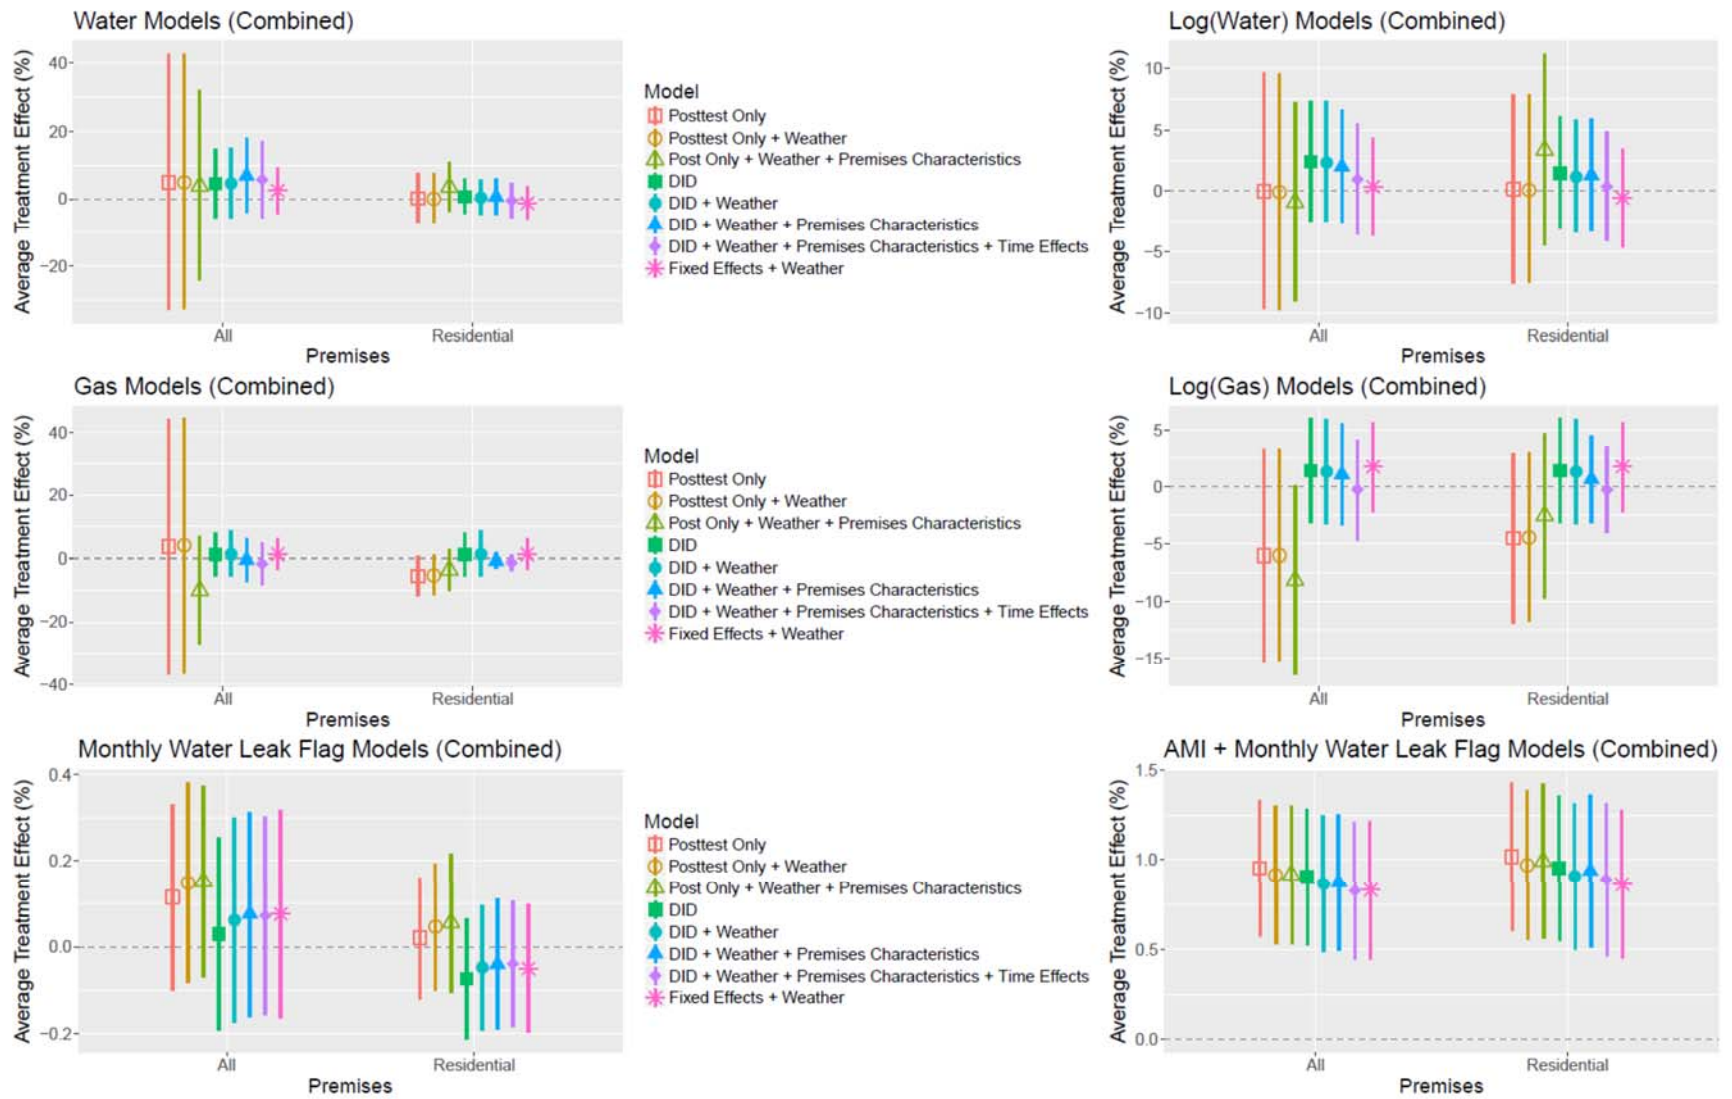 Water Models (Combined)
Average Treatment Effect (%)
40
20
0
−20
All
Residential
Premises
Model
Posttest Only
Posttest Only + Weather
Post Only + Weather + Premises Characteristics
DID
DID + Weather
DID + Weather + Premises Characteristics
DID + Weather + Premises Characteristics + Time Effects
Fixed Effects + Weather
Log(Water) Models (Combined)
Average Treatment Effect (%)
10
5
0
−5
−10
All
Residential
Premises
Gas Models (Combined)
Average Treatment Effect (%)
40
20
0
−20
−40
All
Residential
Premises
Model
Posttest Only
Posttest Only + Weather
Post Only + Weather + Premises Characteristics
DID
DID + Weather
DID + Weather + Premises Characteristics
DID + Weather + Premises Characteristics + Time Effects
Fixed Effects + Weather
Log(Gas) Models (Combined)
Average Treatment Effect (%)
5
0
−5
−10
−15
All
Residential
Premises
Monthly Water Leak Flag Models (Combined)
Average Treatment Effect (%)
0.4
0.2
0.0
−0.2
All
Residential
Premises
Model
Posttest Only
Posttest Only + Weather
Post Only + Weather + Premises Characteristics
DID
DID + Weather
DID + Weather + Premises Characteristics
DID + Weather + Premises Characteristics + Time Effects
Fixed Effects + Weather
AMI + Monthly Water Leak Flag Models (Combined)
Average Treatment Effect (%)
1.5
1.0
0.5
0.0
All
Residential
Premises